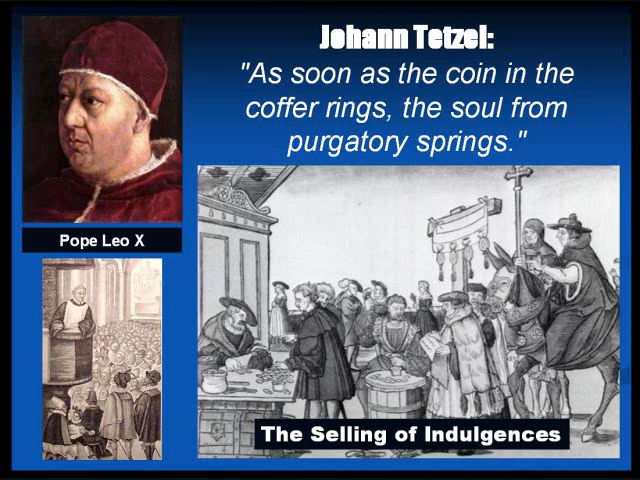 Johann Tetzel:
"As soon as the coin in the
coffer rings, the soul from
purgatory springs."
Pope Leo X
The Selling of Indulgences